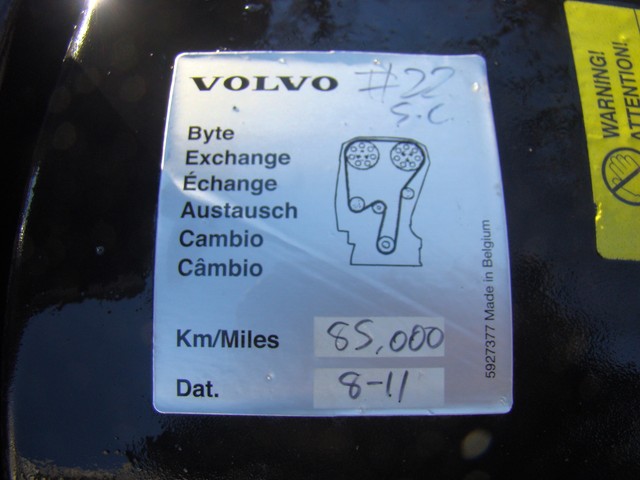 VOLVO #22
S.C.
Byte
Exchange
Échange
Austausch
Cambio
Câmbio
Km/Miles 85,000
Dat. 8-11
5927377 Made in Belgium
WARNING!
ATTENTION!